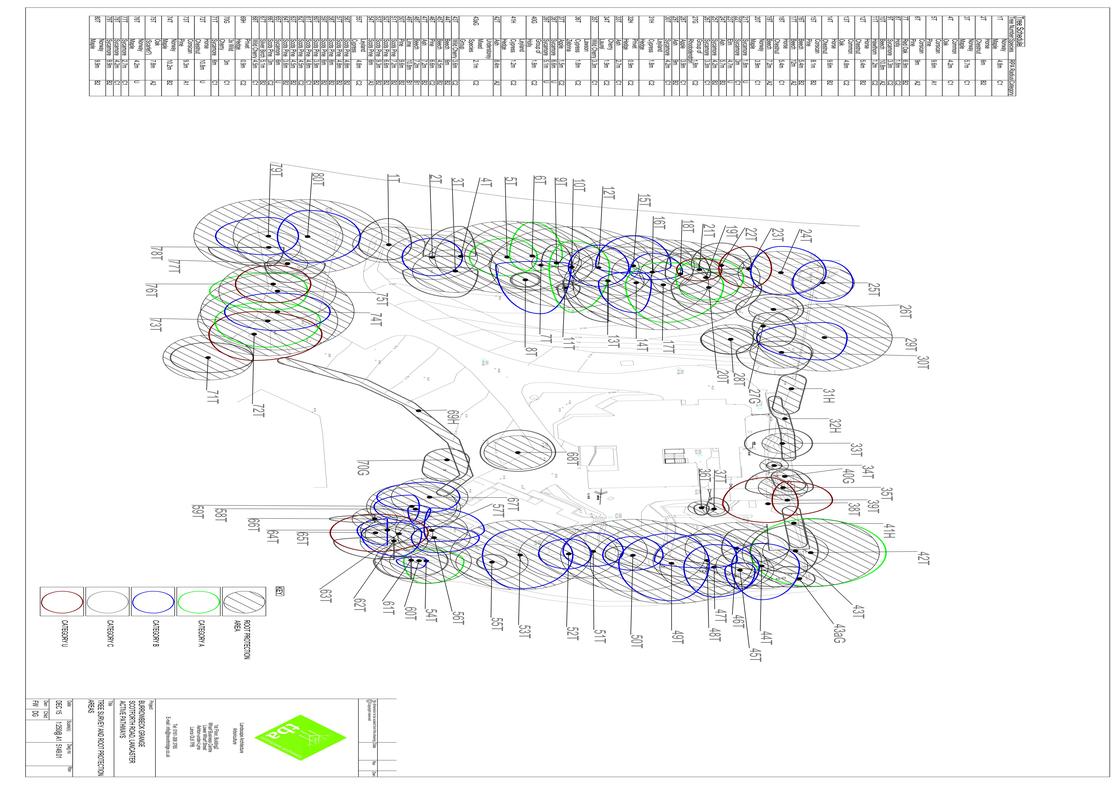 Tree Schedule
Tree Number Species RPA Radius Category
1T Norway Maple 4.8m C1
2T Horse Chestnut 6m B2
3T Norway Maple 5.7m C1
4T Common Oak 4.2m C1
5T Corsican Pine 9.6m A1
6T Corsican Pine 9m A2
7T Red Oak 6.9m B2
8T Holly 1.8m C2
9T Sycamore 3.3m C2
10T Beech 10.8m A2
11T Hawthorn 1.2m C2
12T Horse Chestnut 5.4m B2
13T Common Oak 4.8m C2
14T Horse Chestnut 9.6m B2
15T Corsican Pine 8.1m B2
16T Beech 5.4m B2
17T Beech 12m A2
18T Horse Chestnut 5.4m C1
19T Beech 7.2m A2
20T Norway Maple 3.9m C1
21T Sycamore 1.8m U
22T Sycamore 3m C1
23T Elm 4.7m U
24T Ash 5.7m B2
25T Sycamore 4.2m B2
26T Sycamore 3.3m C1
27G Group of Rhododendron 1.8m C2
28T Apple 3.9m C1
29T Ash 9m B2
30T Sycamore 4.2m C1
31H Leyland Cypress Hedge 1.8m C2
32H Privet Hedge 0.9m C2
33T Ash 2.7m C1
34T Cherry Laurel 1.9m C2
35T Wild Cherry 3.3m C1
36T Lawson Cypress Zebrina 1.8m C2
37T Apple 1.5m C2
38T Sycamore 6.6m U
39T Sycamore 5.1m U
40G Group of Holly 1.6m C2
41H Leyland Cypress Hedge 1.2m C2
42T Ash 8.4m A2
43aG Understorey Mixed Species Group 2.1m C2
43T Wild Cherry 3.6m C2
44T Beech 6m B2
45T Beech 4.5m B2
46T Pine 6.6m C2
47T Ash 7.2m B2
48T Beech 7.2m B1
49T Lime 10.8m B1
50T Pine 9.6m B2
51T Scots Pine 7.2m B2
52T Scots Pine 6.6m B2
53T Scots Pine 9.3m B2
54T Scots Pine 6m A3
55T Leyland Cypress 4.8m C2
56T Scots Pine 4.8m B2
57T Scots Pine 4.8m B2
58T Scots Pine 6m B2
59T Scots Pine 6m B2
60T Scots Pine 3.9m B2
61T Scots Pine 4.8m C1
62T Scots Pine 4.5m C2
63T Scots Pine 4.5m B2
64T Scots Pine 3.6m B2
65T Sycamore 6m U
66T Scots Pine 3m C2
67T Silver Birch 5.1m B2
68T Wild Cherry 4.5m C1
69H Privet Hedge 0.9m C2
70G 3x Wild Cherry 3m C1
71T Sycamore 6m C1
72T Horse Chestnut 10.8m U
73T Corsican Pine 9.3m A1
74T Norway Maple 10.2m B2
75T Oak (Scarlet?) 7.8m A2
76T Norway Maple 4.2m U
77T Sycamore 2.7m C1
78T Sycamore 4.2m C1
79T Sycamore 9.9m B2
80T Norway Maple 9.9m B2
30T
29T
26T
25T
24T
23T
22T
19T
21T
18T
16T
15T
12T
10T
9T
6T
5T
4T
3T
2T
1T
31H
32H
33T
34T
40G
35T
39T
38T
41H
42T
43T
43aG
27G
28T
20T
37T
36T
17T
14T
13T
11T
7T
8T
68T
44T
45T
46T
47T
48T
49T
50T
51T
52T
53T
55T
67T
57T
56T
54T
60T
61T
62T
63T
65T
64T
66T
58T
59T
69H
70G
75T
74T
80T
79T
72T
71T
77T
78T
76T
73T
KEY
ROOT PROTECTION
AREA
CATEGORY A
CATEGORY B
CATEGORY C
CATEGORY U
tba
Landscape Architecture
Arboriculture
1st Floor, Building2
Wharf Business Centre
Lower Wharf Street
Ashton-under-Lyne
Project
BURROWBECK GRANGE
SCOTFORTH ROAD, LANCASTER
ACTIVE PATHWAYS
Title
TREE SURVEY AND ROOT PROTECTION
AREAS
Date Scale(s) Dwg no Rev
DEC 15 1:250@ A1 5149.01
Dwn Chkd
FW DG